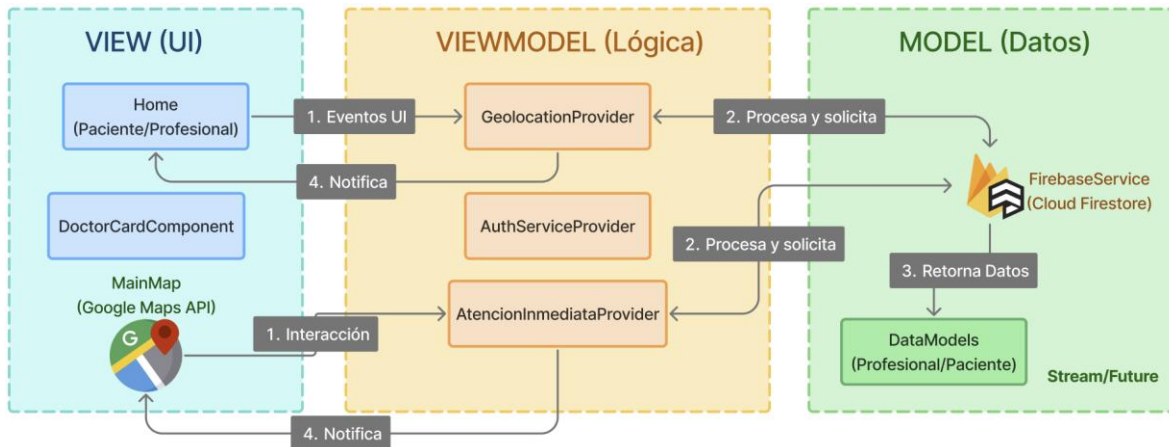 VIEW (UI)
VIEWMODEL (Lógica)
MODEL (Datos)
Home
(Paciente/Profesional)
1. Eventos UI
GeolocationProvider
2. Procesa y solicita
4. Notifica
FirebaseService
(Cloud Firestore)
DoctorCardComponent
AuthServiceProvider
2. Procesa y solicita
3. Retorna Datos
MainMap
(Google Maps API)
G
1. Interacción
AtencionInmediataProvider
DataModels
(Profesional/Paciente)
Stream/Future
4. Notifica